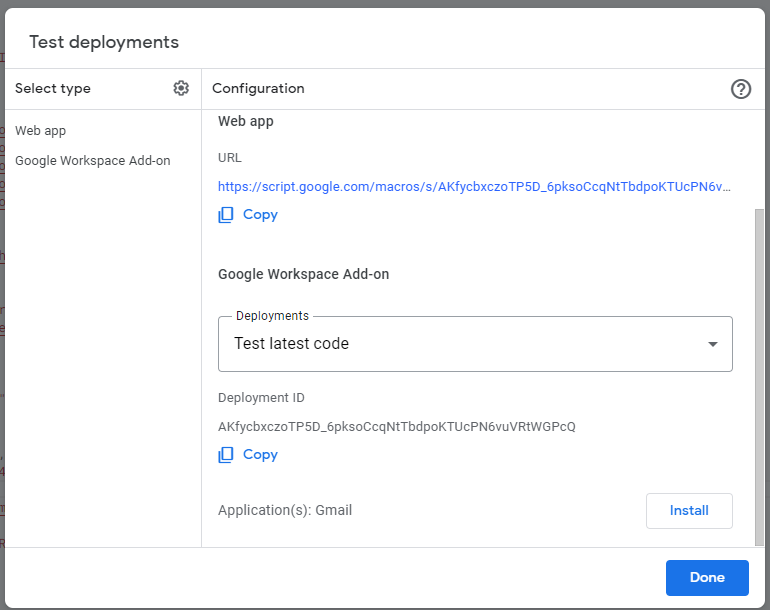 Test deployments
Select type
Configuration
Web app
Google Workspace Add-on
Web app
URL
https://script.google.com/macros/s/AKfycbxczoTP5D_6pksoCcqNtTbdpoKTUcPN6v...
Copy
Google Workspace Add-on
Deployments
Test latest code
Deployment ID
AKfycbxczoTP5D_6pksoCcqNtTbdpoKTUcPN6vuVRtWGPcQ
Copy
Application(s): Gmail
Install
Done